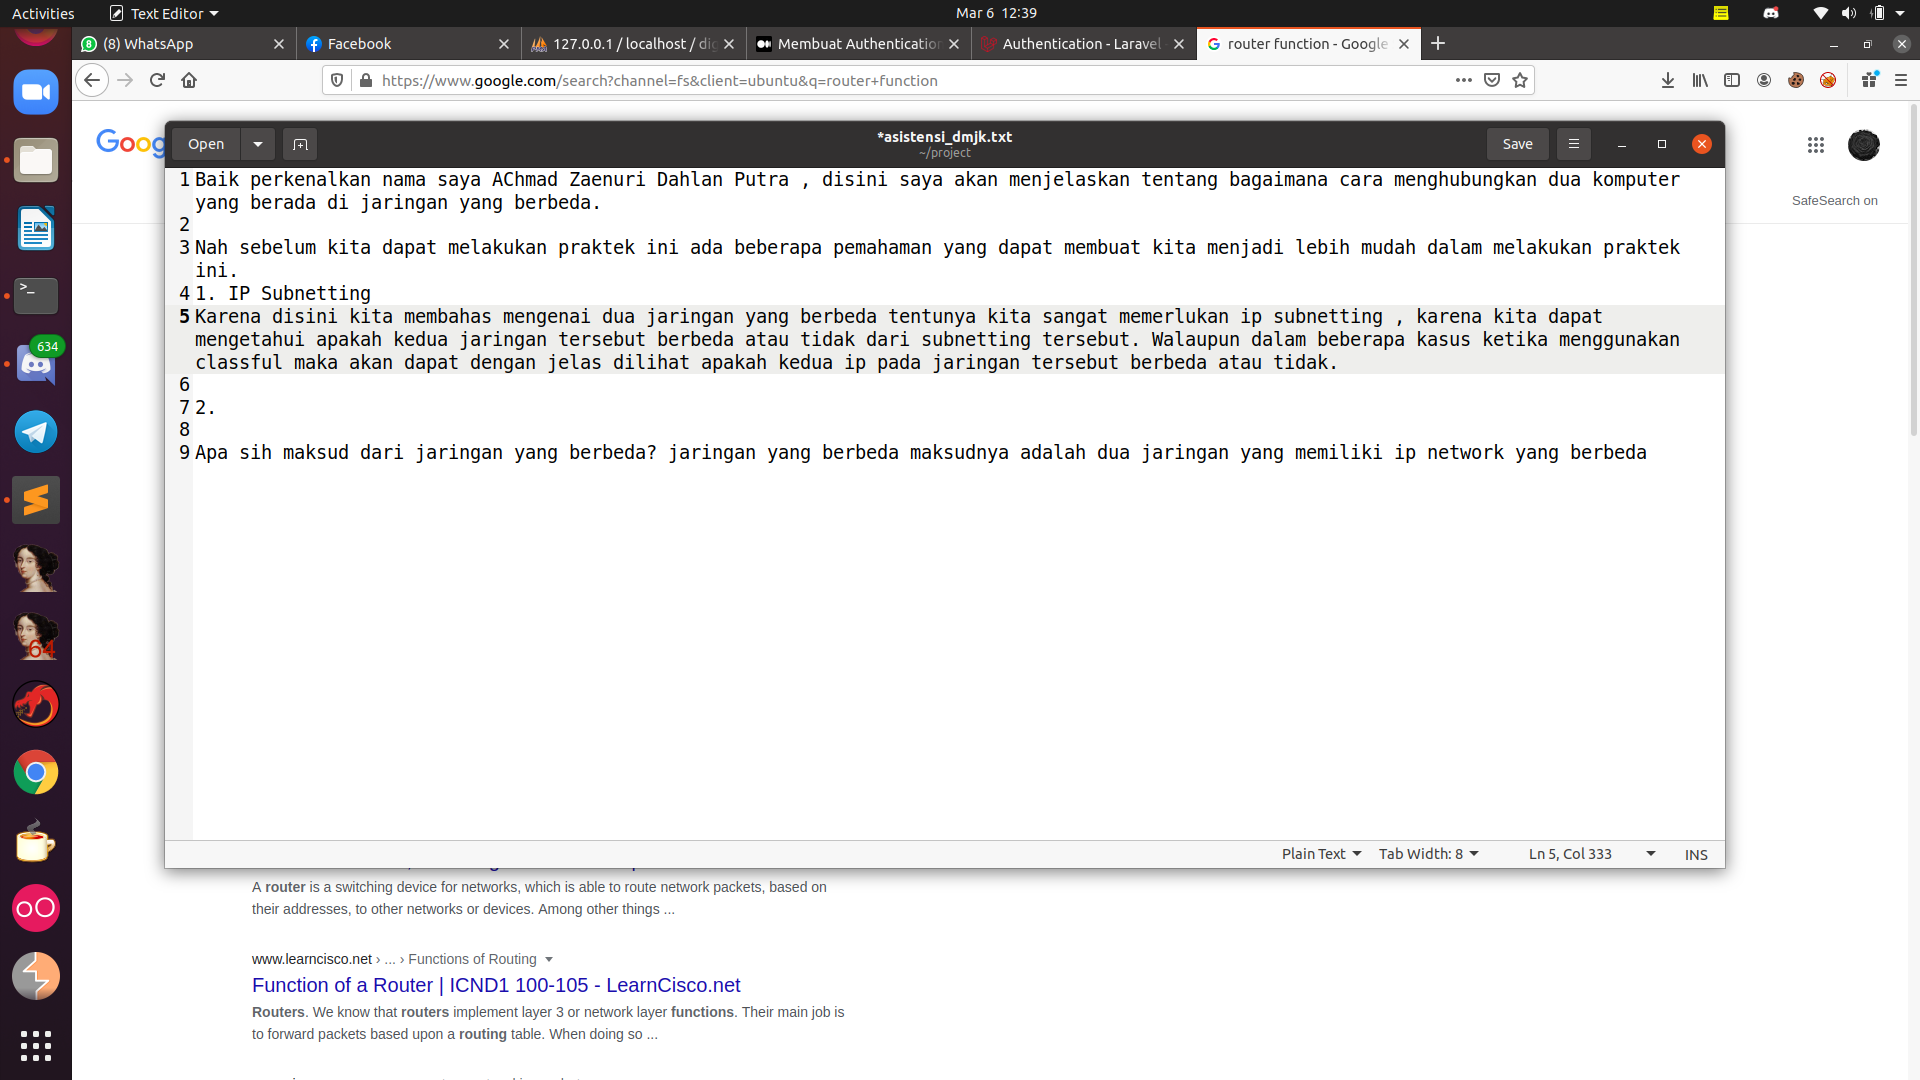 Activities
Text Editor
Mar 6 12:39
(8) WhatsApp
Facebook
127.0.0.1 / localhost / dig
Membuat Authentication
Authentication - Laravel
router function - Google
https://www.google.com/search?channel=fs&client=ubuntu&q=router+function
Goog
Open
*asistensi_dmjk.txt
~/project
Save
SafeSearch on
1 Baik perkenalkan nama saya AChmad Zaenuri Dahlan Putra , disini saya akan menjelaskan tentang bagaimana cara menghubungkan dua komputer
yang berada di jaringan yang berbeda.
2
3 Nah sebelum kita dapat melakukan praktek ini ada beberapa pemahaman yang dapat membuat kita menjadi lebih mudah dalam melakukan praktek
ini.
4 1. IP Subnetting
5 Karena disini kita membahas mengenai dua jaringan yang berbeda tentunya kita sangat memerlukan ip subnetting , karena kita dapat
mengetahui apakah kedua jaringan tersebut berbeda atau tidak dari subnetting tersebut. Walaupun dalam beberapa kasus ketika menggunakan
classful maka akan dapat dengan jelas dilihat apakah kedua ip pada jaringan tersebut berbeda atau tidak.
6
7 2.
8
9 Apa sih maksud dari jaringan yang berbeda? jaringan yang berbeda maksudnya adalah dua jaringan yang memiliki ip network yang berbeda
634
64
Plain Text
Tab Width: 8
Ln 5, Col 333
INS
A router is a switching device for networks, which is able to route network packets, based on
their addresses, to other networks or devices. Among other things ...
www.learncisco.net › ... › Functions of Routing
Function of a Router | ICND1 100-105 - LearnCisco.net
Routers. We know that routers implement layer 3 or network layer functions. Their main job is
to forward packets based upon a routing table. When doing so ...